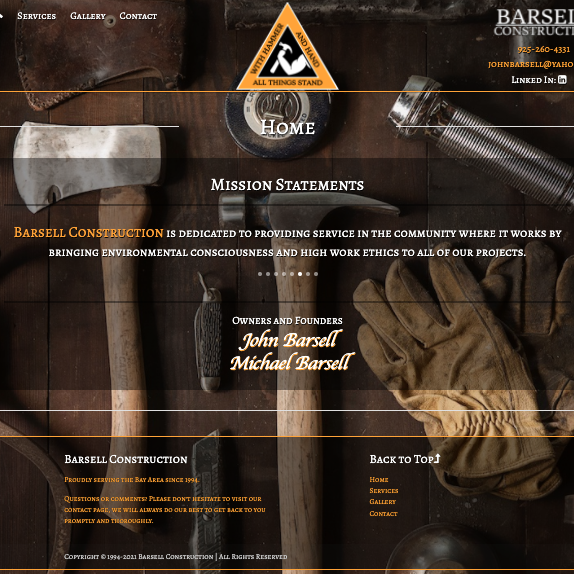 Services Gallery Contact
WITH HAMMER AND HAND
ALL THINGS STAND
BARSEL
CONSTRUCTI
925-260-4331
johnbarsell@yaho
Linked In:
Home
Mission Statements
Barsell Construction is dedicated to providing service in the community where it works by
bringing environmental consciousness and high work ethics to all of our projects.
Owners and Founders
John Barsell
Michael Barsell
Barsell Construction
Proudly serving the Bay Area since 1994.
Questions or comments? Please don't hesitate to visit our
contact page, we will always do our best to get back to you
promptly and thoroughly.
Back to Top
Home
Services
Gallery
Contact
Copyright © 1994-2021 Barsell Construction | All Rights Reserved